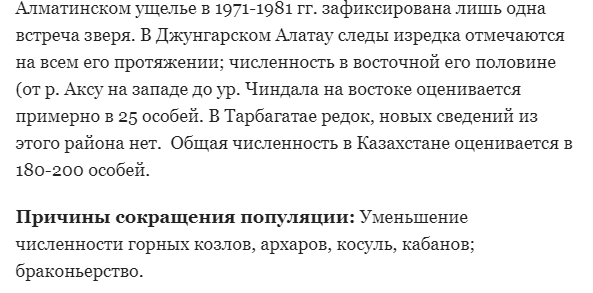 Алматинском ущелье в 1971-1981 гг. зафиксирована лишь одна
встреча зверя. В Джунгарском Алатау следы изредка отмечаются
на всем его протяжении; численность в восточной его половине
(от р. Аксу на западе до ур. Чиндала на востоке оценивается
примерно в 25 особей. В Тарбагатае редок, новых сведений из
этого района нет.  Общая численность в Казахстане оценивается в
180-200 особей.
Причины сокращения популяции: Уменьшение
численности горных козлов, архаров, косуль, кабанов;
браконьерство.